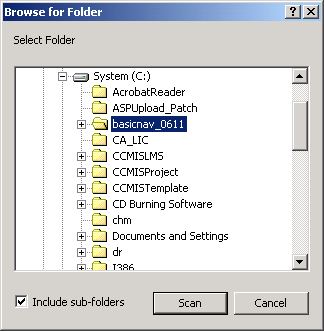 Browse for Folder
Select Folder
System (C:)
AcrobatReader
ASPUpload_Patch
basicnav_0611
CA_LIC
CCMISLMS
CCMISProject
CCMISTemplate
CD Burning Software
chm
Documents and Settings
dr
I386
Include sub-folders
Scan
Cancel